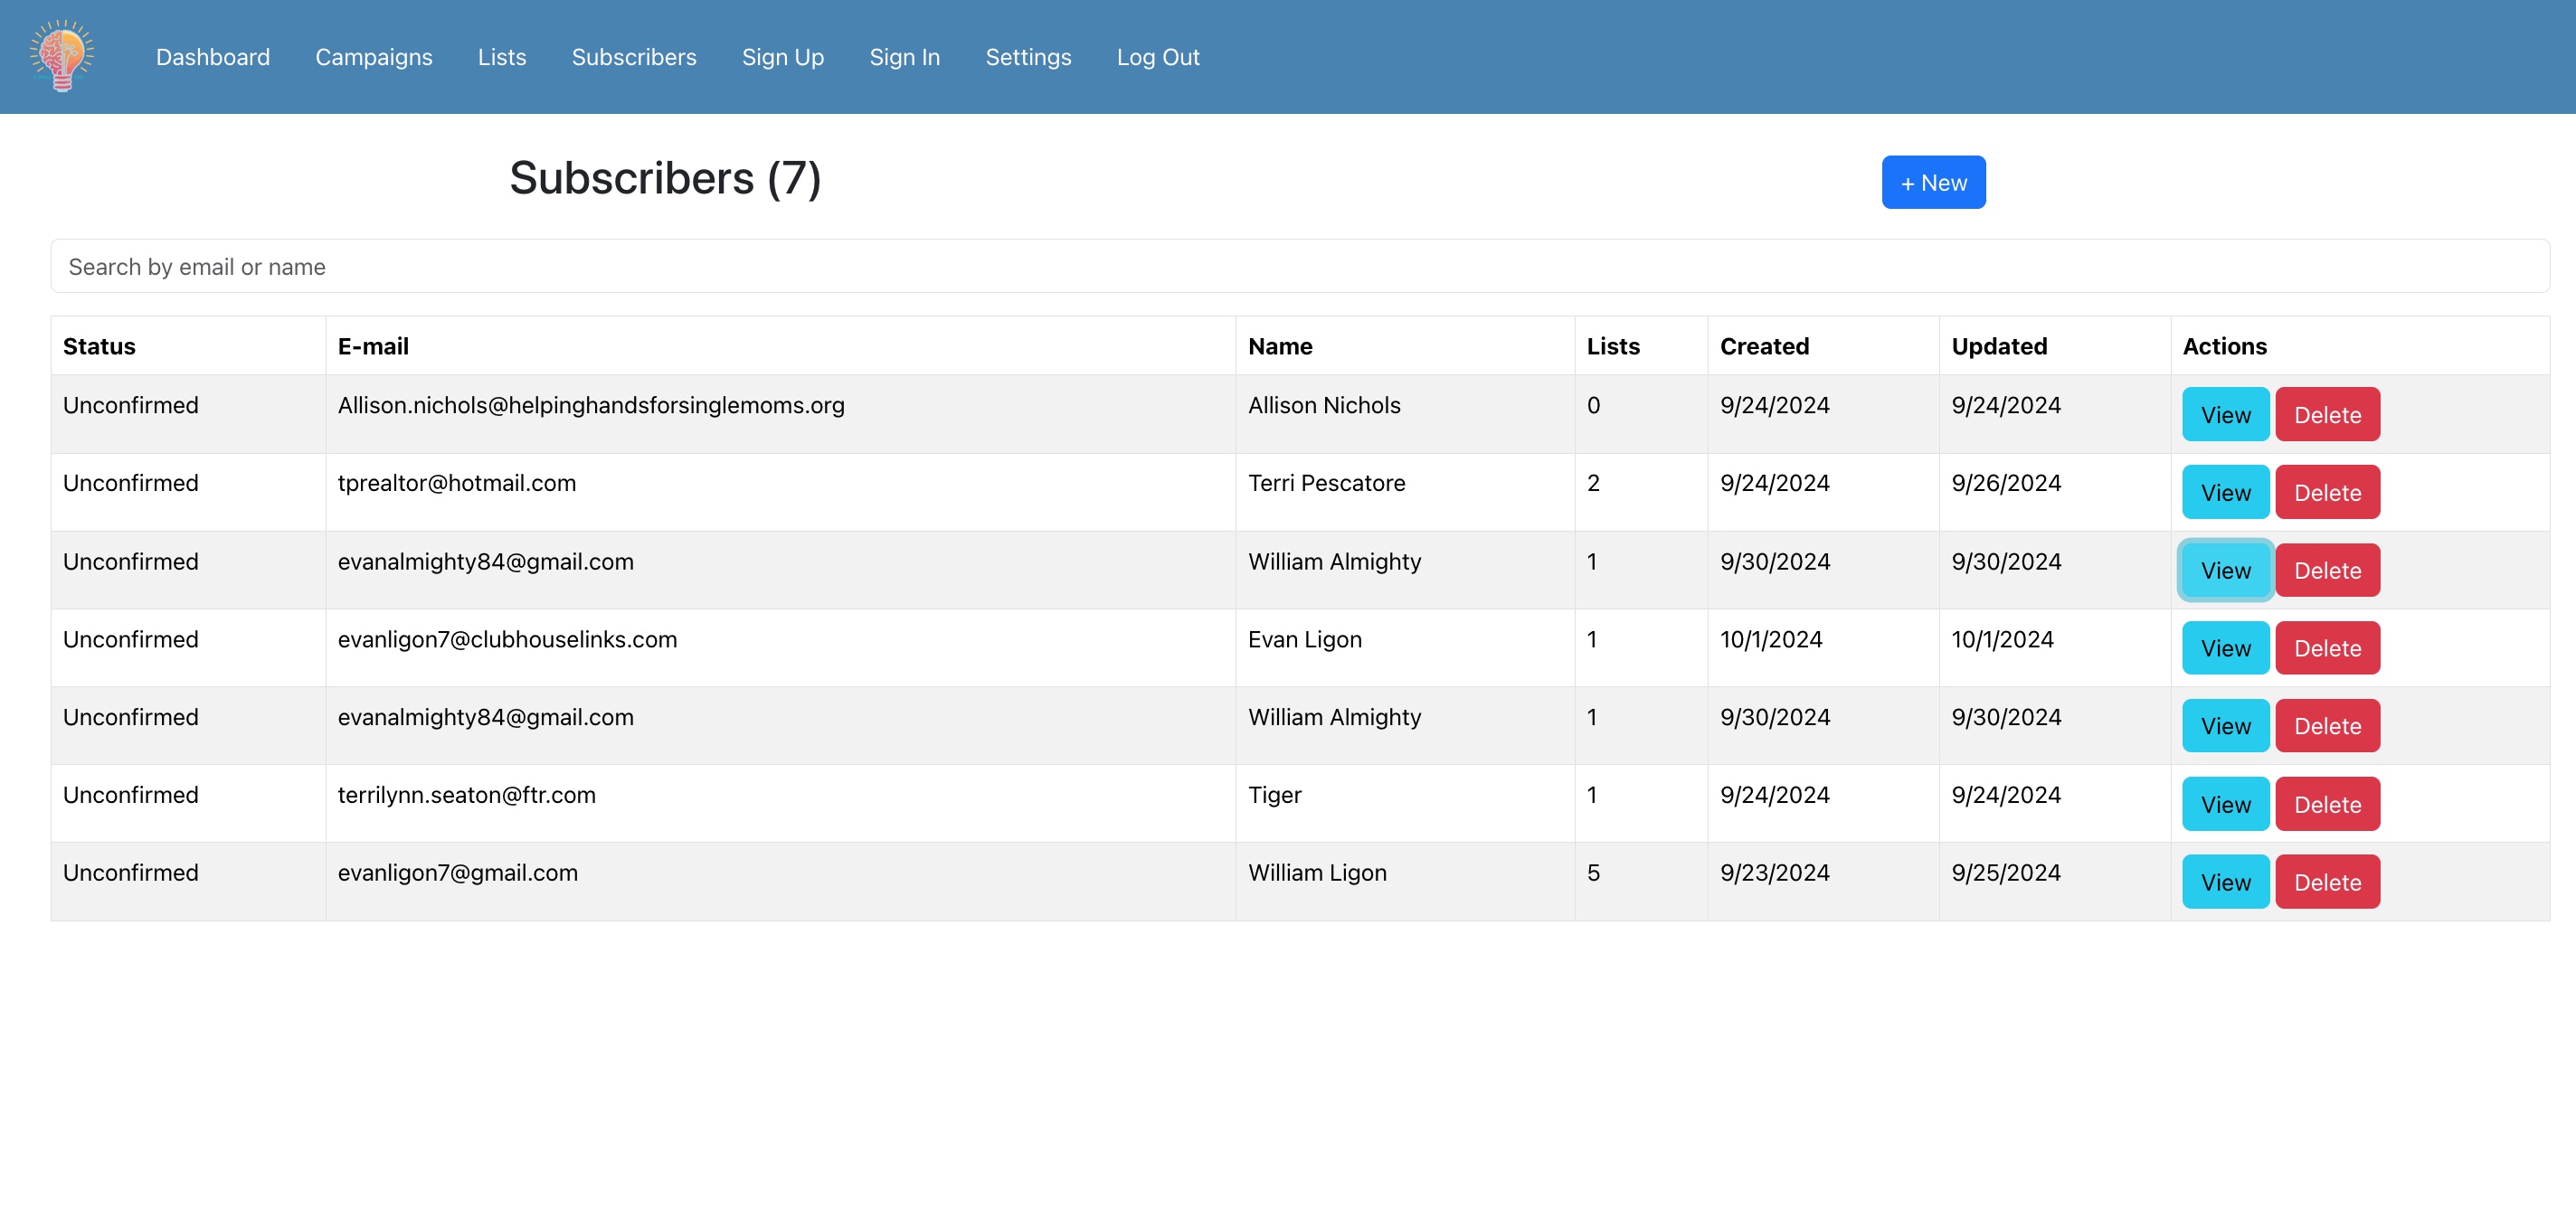 Dashboard Campaigns Lists Subscribers Sign Up Sign In Settings Log Out
Subscribers (7) + New
Search by email or name
Status E-mail Name Lists Created Updated Actions
Unconfirmed Allison.nichols@helpinghandsforsinglemoms.org Allison Nichols 0 9/24/2024 9/24/2024 View Delete
Unconfirmed tprealtor@hotmail.com Terri Pescatore 2 9/24/2024 9/26/2024 View Delete
Unconfirmed evanalmighty84@gmail.com William Almighty 1 9/30/2024 9/30/2024 View Delete
Unconfirmed evanligon7@clubhouselinks.com Evan Ligon 1 10/1/2024 10/1/2024 View Delete
Unconfirmed evanalmighty84@gmail.com William Almighty 1 9/30/2024 9/30/2024 View Delete
Unconfirmed terrilynn.seaton@ftr.com Tiger 1 9/24/2024 9/24/2024 View Delete
Unconfirmed evanligon7@gmail.com William Ligon 5 9/23/2024 9/25/2024 View Delete